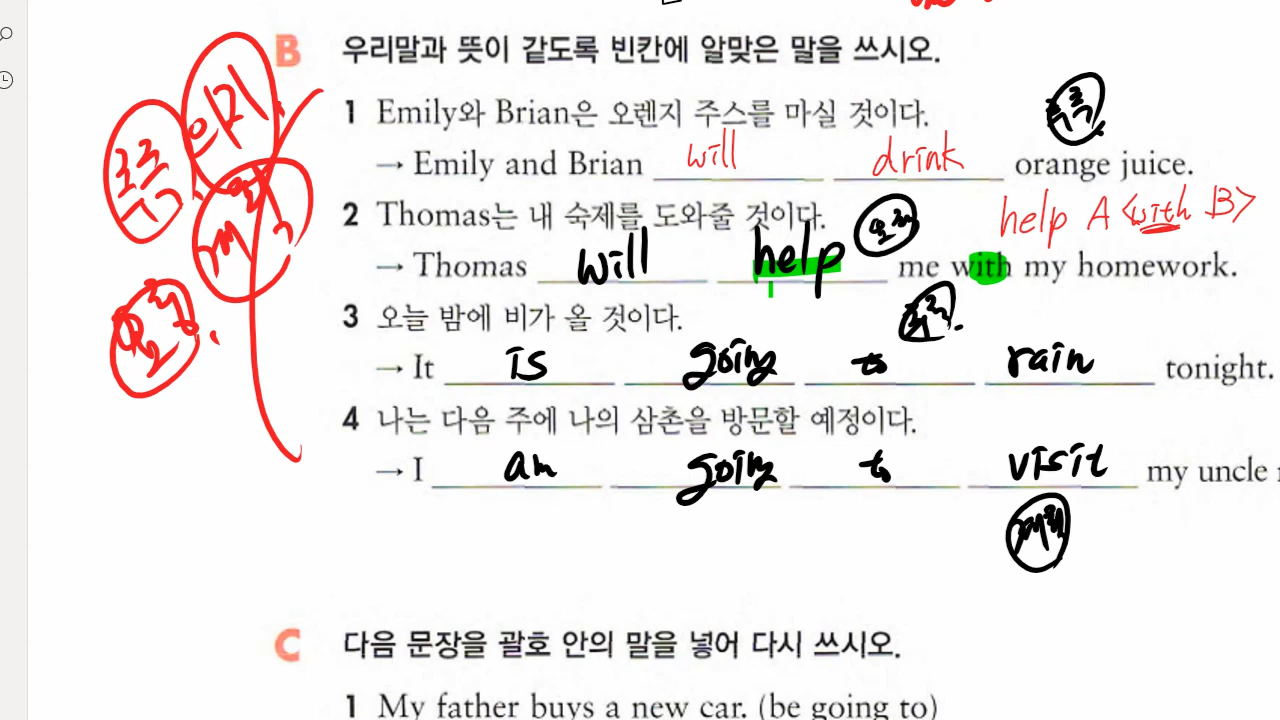 B 우리말과 뜻이 같도록 빈칸에 알맞은 말을 쓰시오.
1 Emily와 Brian은 오렌지 주스를 마실 것이다.
→ Emily and Brian will drink orange juice.
2 Thomas는 내 숙제를 도와줄 것이다.
help A <with B>
→ Thomas will help me with my homework.
3 오늘 밤에 비가 올 것이다.
→ It is going to rain tonight.
4 나는 다음 주에 나의 삼촌을 방문할 예정이다.
→ I am going to visit my uncle
계획
C 다음 문장을 괄호 안의 말을 넣어 다시 쓰시오.
1 My father buys a new car. (be going to)